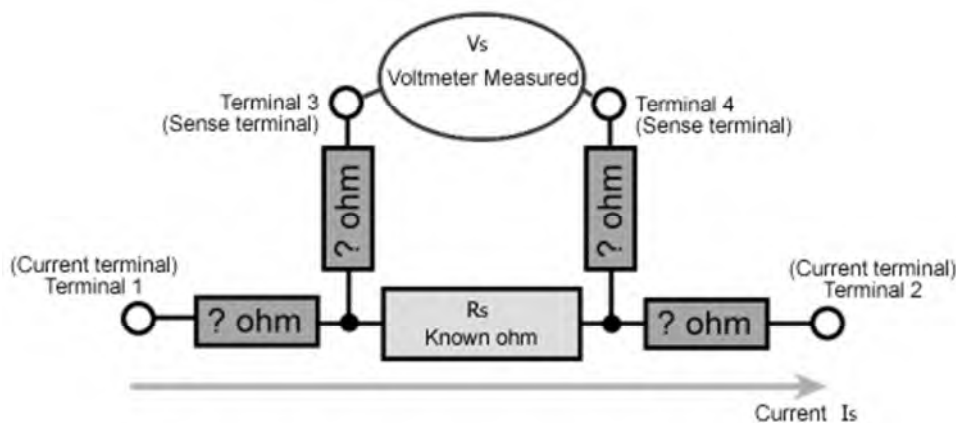 Vs
Voltmeter Measured
Terminal 3
(Sense terminal)
Terminal 4
(Sense terminal)
? ohm
? ohm
(Current terminal)
Terminal 1
(Current terminal)
Terminal 2
? ohm
Rs
Known ohm
? ohm
Current Is